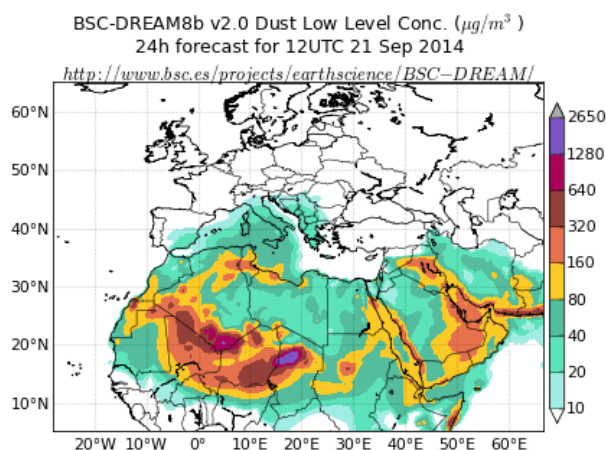 BSC-DREAM8b v2.0 Dust Low Level Conc. (μg/m³ )
24h forecast for 12UTC 21 Sep 2014
http://www.bsc.es/projects/earthscience/BSC−DREAM/
60°N
50°N
40°N
30°N
20°N
10°N
20°W 10°W 0° 10°E 20°E 30°E 40°E 50°E 60°E
2650
1280
640
320
160
80
40
20
10